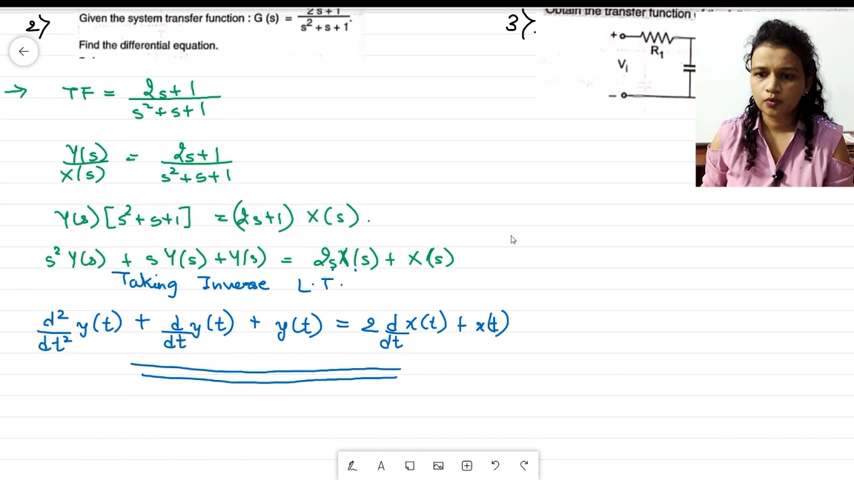 2)
Given the system transfer function : G (s) = 2 s + 1 / s² + s + 1
Find the differential equation.
→ TF = 2s+1 / s²+s+1
Y(s) / X(s) = 2s+1 / s²+s+1
Y(s) [s²+s+1] = (2s+1) X(s).
s² Y(s) + s Y(s) + Y(s) = 2s X(s) + X(s)
Taking Inverse L.T.
d²/dt² y(t) + d/dt y(t) + y(t) = 2 d/dt x(t) + x(t)
3).
Obtain the transfer function
+
R₁
Vᵢ
−
A